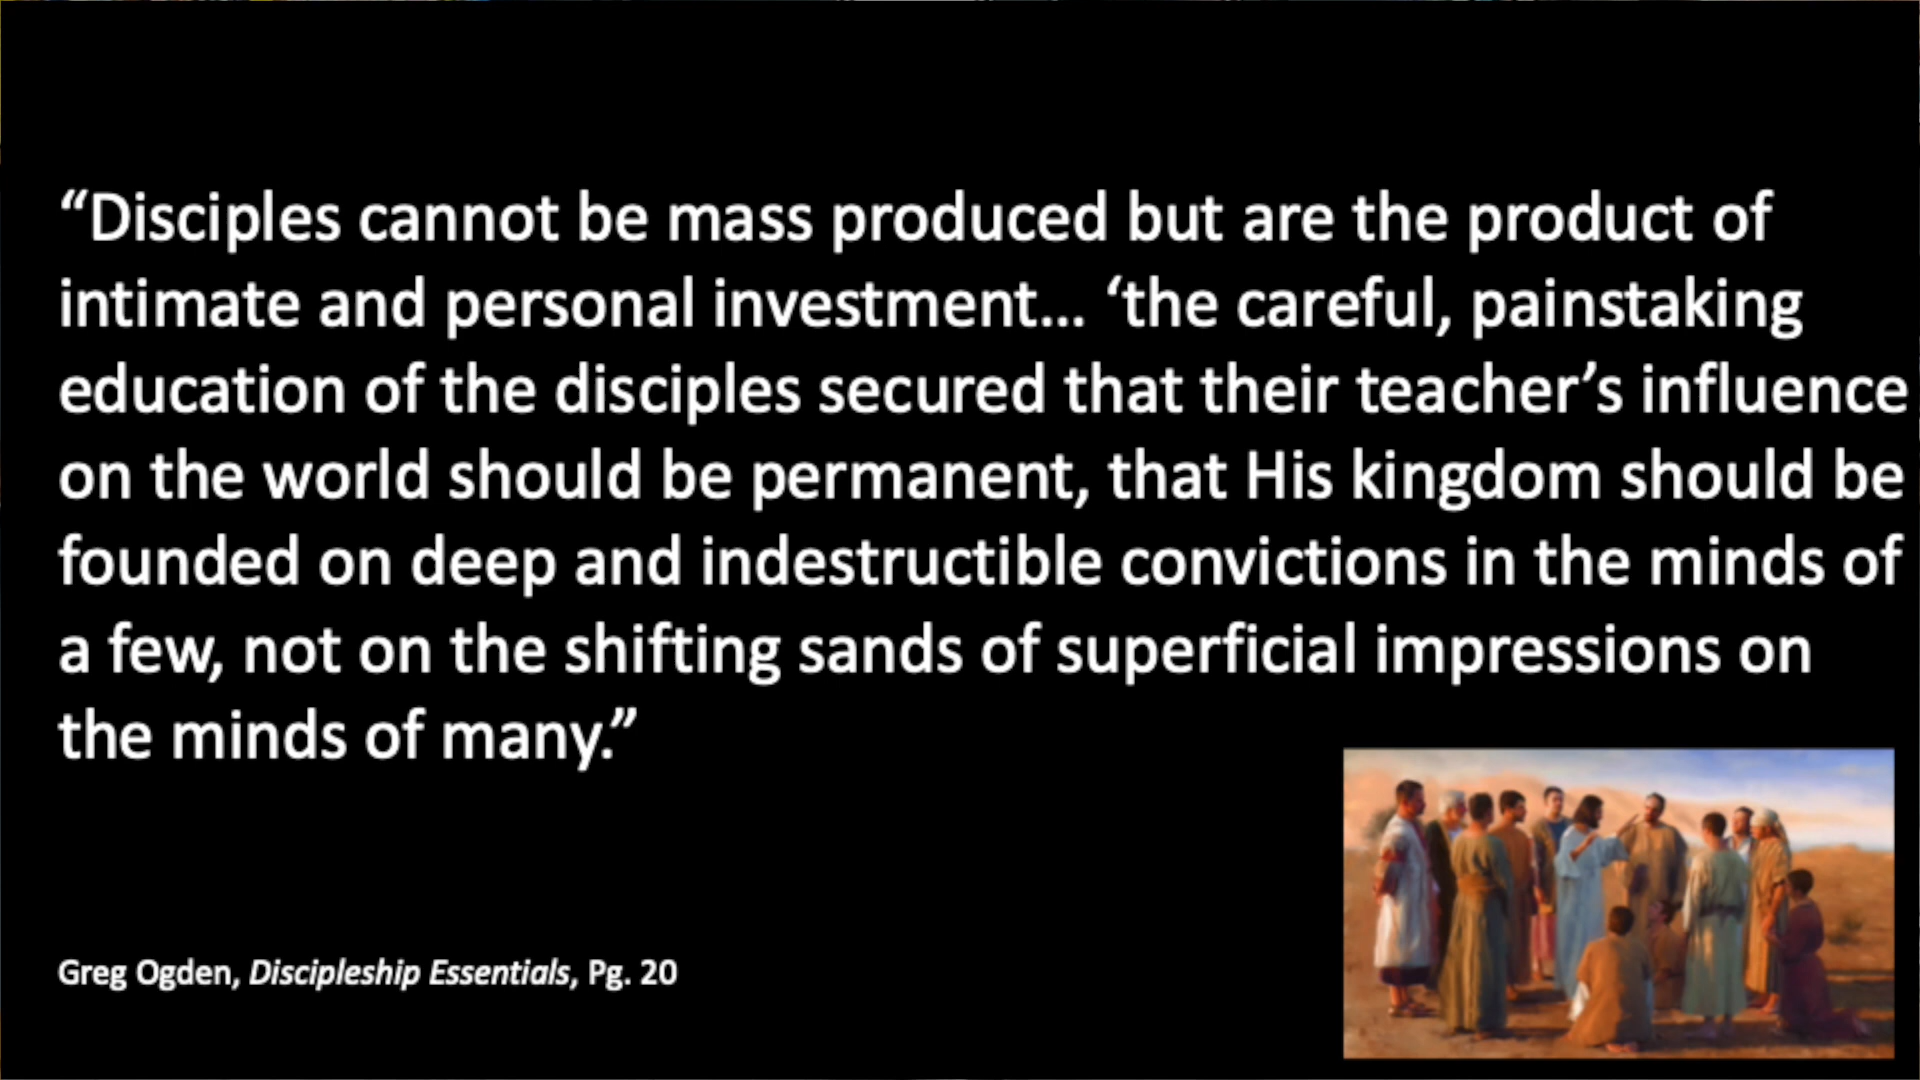 “Disciples cannot be mass produced but are the product of
intimate and personal investment… ‘the careful, painstaking
education of the disciples secured that their teacher’s influence
on the world should be permanent, that His kingdom should be
founded on deep and indestructible convictions in the minds of
a few, not on the shifting sands of superficial impressions on
the minds of many.”
Greg Ogden, Discipleship Essentials, Pg. 20